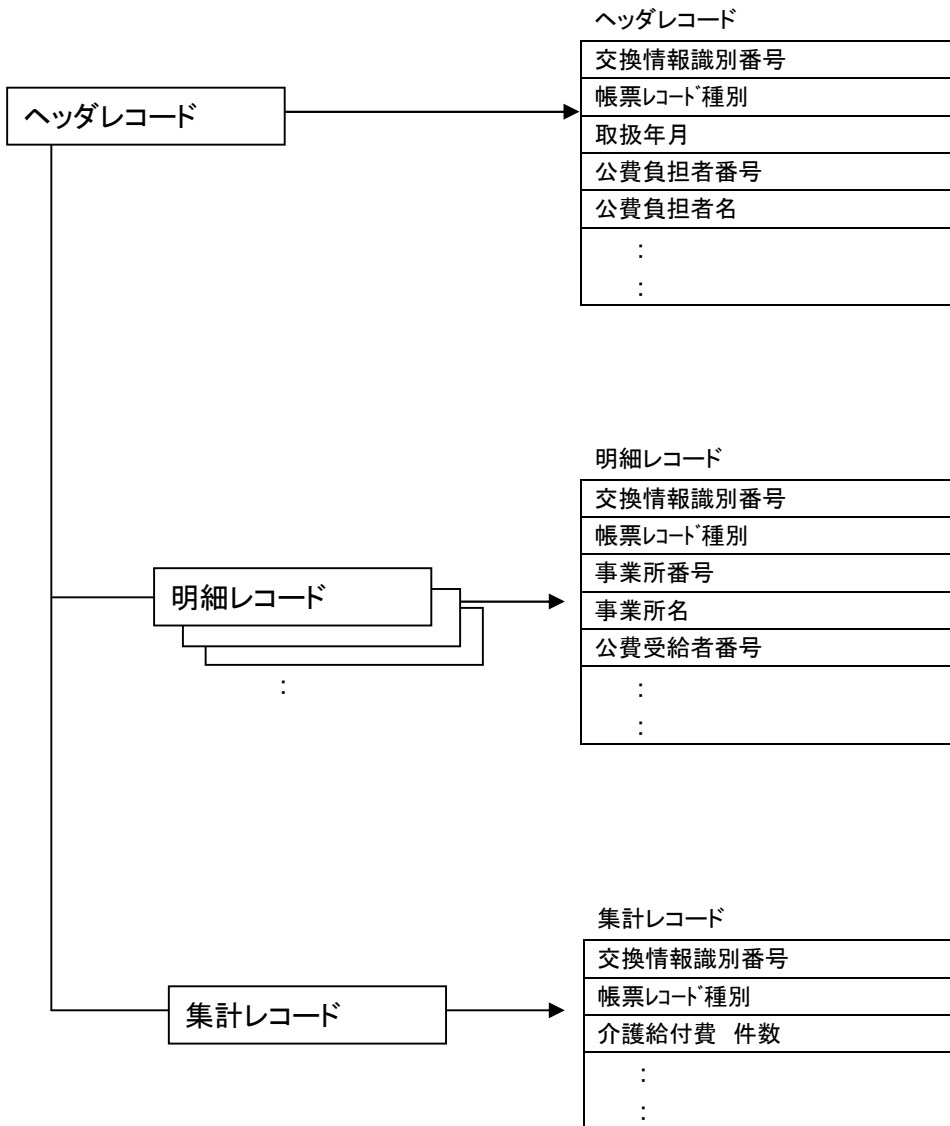 ヘッダレコード
交換情報識別番号
帳票ﾚｺｰﾄﾞ種別
取扱年月
公費負担者番号
公費負担者名
:
:
ヘッダレコード
明細レコード
交換情報識別番号
帳票ﾚｺｰﾄﾞ種別
事業所番号
事業所名
公費受給者番号
:
:
明細レコード
:
集計レコード
交換情報識別番号
帳票ﾚｺｰﾄﾞ種別
介護給付費　件数
:
:
集計レコード